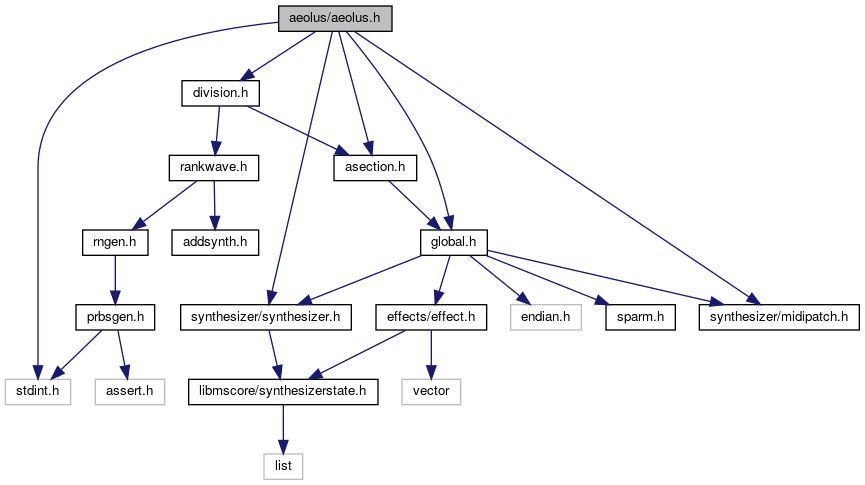 aeolus/aeolus.h
division.h
rankwave.h
asection.h
rngen.h
addsynth.h
global.h
prbsgen.h
synthesizer/synthesizer.h
effects/effect.h
endian.h
sparm.h
synthesizer/midipatch.h
stdint.h
assert.h
libmscore/synthesizerstate.h
vector
list